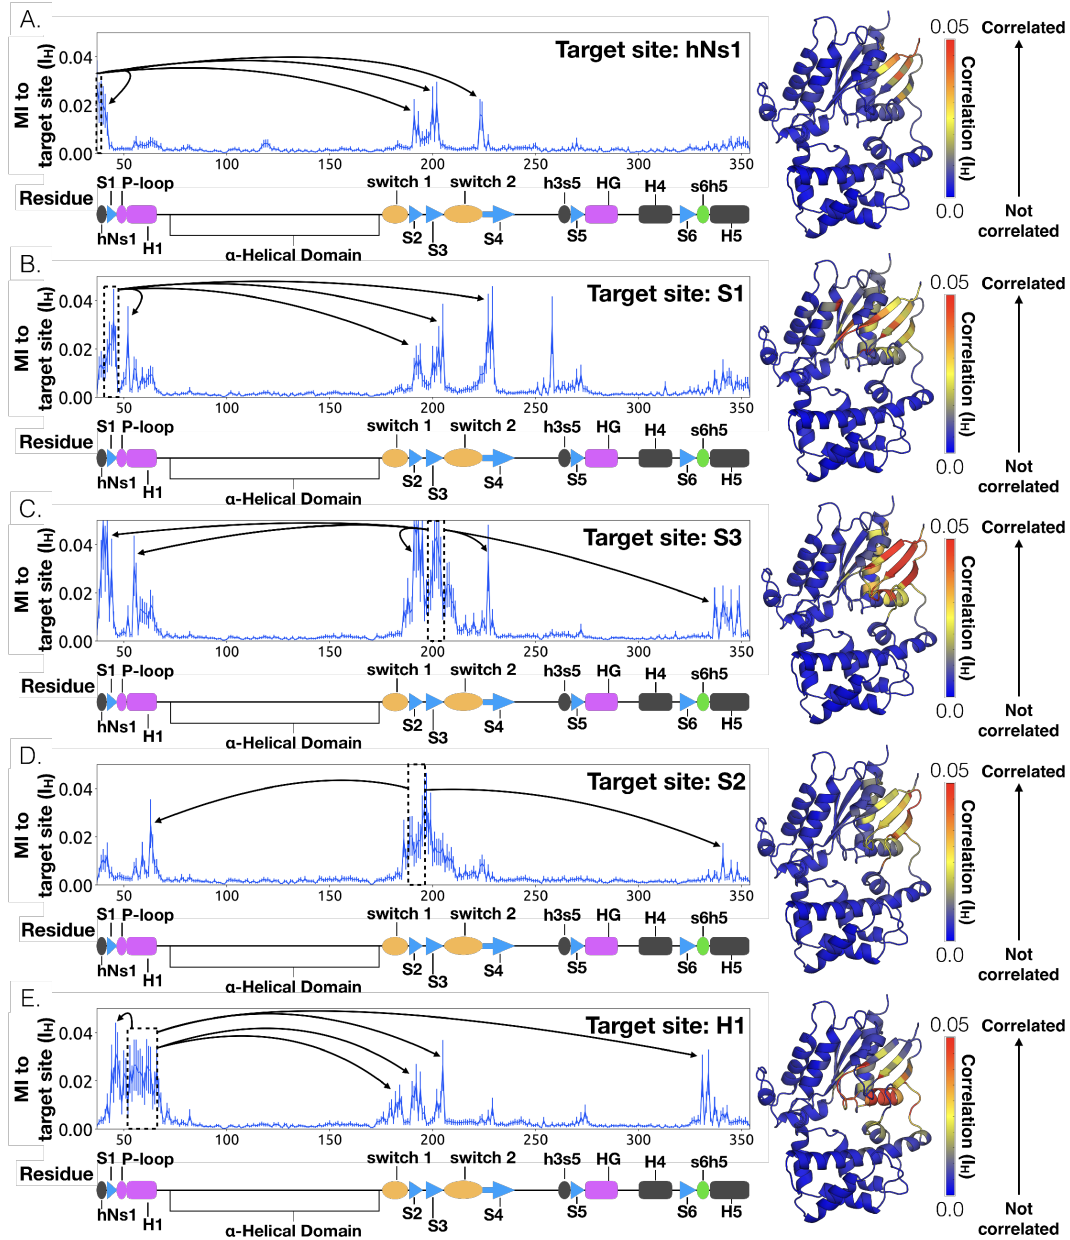 A.
MI to
target site (IH)
0.04
0.02
0.00
Target site: hNs1
50
100
150
200
250
300
350
Residue
S1 P-loop
switch 1
switch 2
h3s5
HG
H4
s6h5
hNs1
H1
α-Helical Domain
S2
S3
S4
S5
S6
H5
0.05
Correlation (IH)
0.0
Correlated
Not
correlated
B.
MI to
target site (IH)
0.04
0.02
0.00
Target site: S1
50
100
150
200
250
300
350
Residue
S1 P-loop
switch 1
switch 2
h3s5
HG
H4
s6h5
hNs1
H1
α-Helical Domain
S2
S3
S4
S5
S6
H5
0.05
Correlation (IH)
0.0
Correlated
Not
correlated
C.
MI to
target site (IH)
0.04
0.02
0.00
Target site: S3
50
100
150
200
250
300
350
Residue
S1 P-loop
switch 1
switch 2
h3s5
HG
H4
s6h5
hNs1
H1
α-Helical Domain
S2
S3
S4
S5
S6
H5
0.05
Correlation (IH)
0.0
Correlated
Not
correlated
D.
MI to
target site (IH)
0.04
0.02
0.00
Target site: S2
50
100
150
200
250
300
350
Residue
S1 P-loop
switch 1
switch 2
h3s5
HG
H4
s6h5
hNs1
H1
α-Helical Domain
S2
S3
S4
S5
S6
H5
0.05
Correlation (IH)
0.0
Correlated
Not
correlated
E.
MI to
target site (IH)
0.04
0.02
0.00
Target site: H1
50
100
150
200
250
300
350
Residue
S1 P-loop
switch 1
switch 2
h3s5
HG
H4
s6h5
hNs1
H1
α-Helical Domain
S2
S3
S4
S5
S6
H5
0.05
Correlation (IH)
0.0
Correlated
Not
correlated